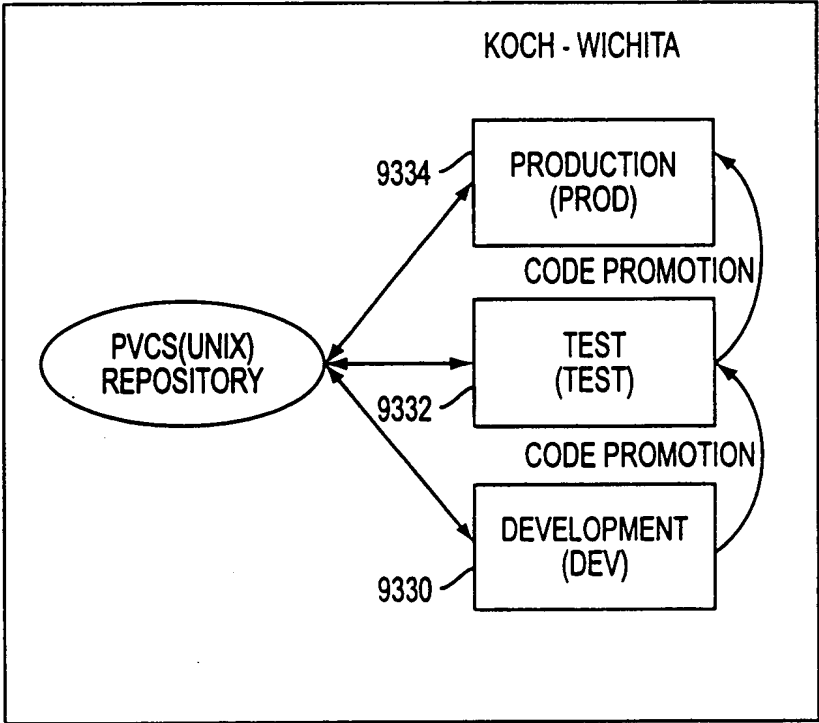 KOCH - WICHITA
9334
PRODUCTION
(PROD)
CODE PROMOTION
PVCS(UNIX)
REPOSITORY
TEST
(TEST)
9332
CODE PROMOTION
DEVELOPMENT
(DEV)
9330